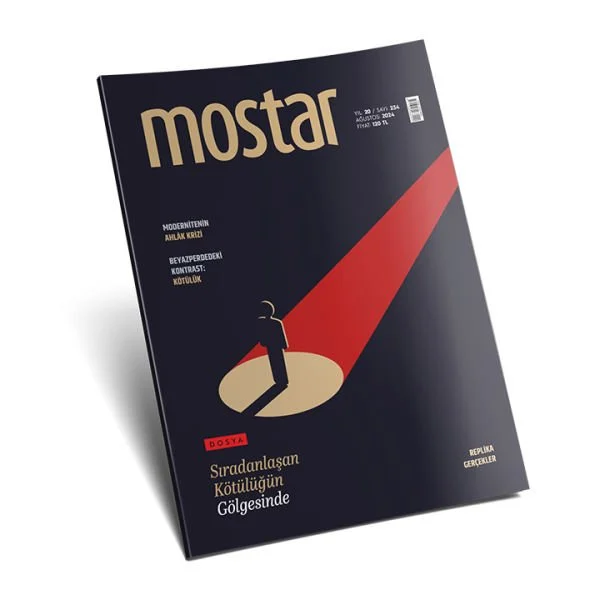 mostar
YIL 20 / SAYI 234
AĞUSTOS 2024
FİYAT: 120 TL
MODERNİTENİN
AHLAK KRİZİ
BEYAZPERDEDEKİ
KONTRAST:
KÖTÜLÜK
DOSYA
Sıradanlaşan
Kötülüğün
Gölgesinde
REPLİKA
GERÇEKLER